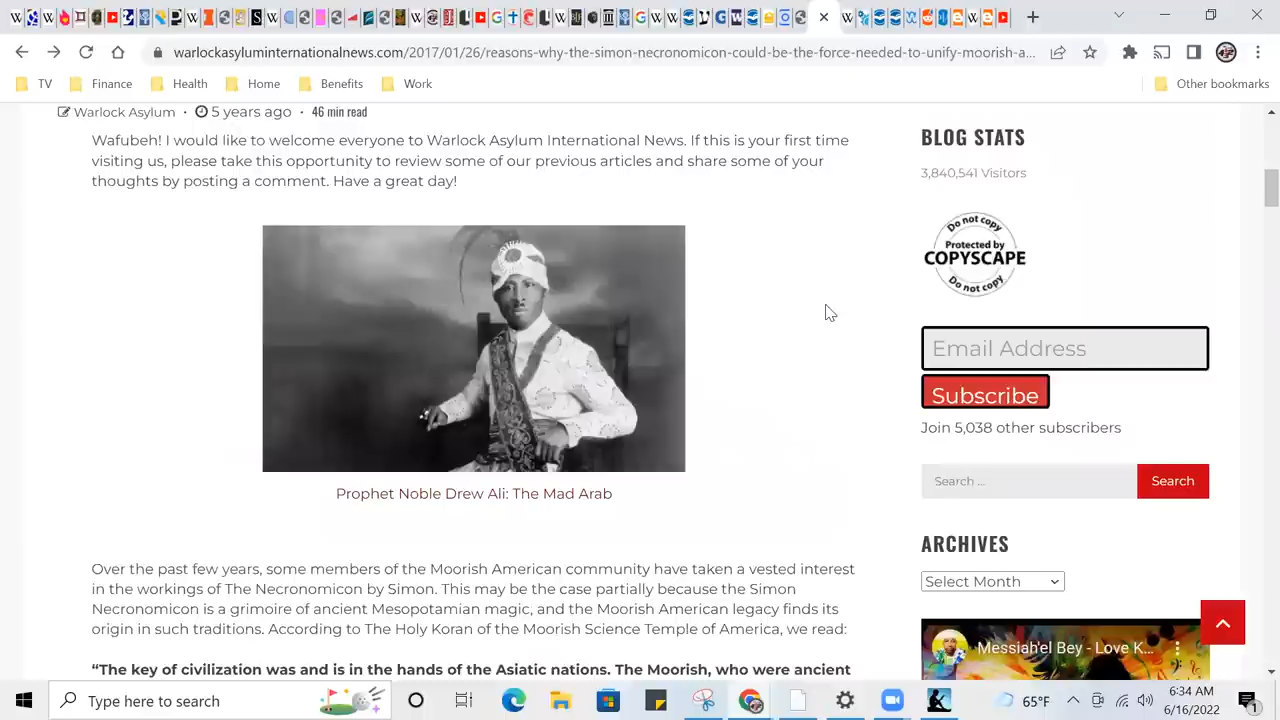 warlockasyluminternationalnews.com/2017/01/26/reasons-why-the-simon-necronomicon-could-be-the-force-needed-to-unify-moorish-a...
TV Finance Health Home Benefits Work Other bookmarks
Warlock Asylum · 5 years ago · 46 min read
Wafubeh! I would like to welcome everyone to Warlock Asylum International News. If this is your first time
visiting us, please take this opportunity to review some of our previous articles and share some of your
thoughts by posting a comment. Have a great day!
Prophet Noble Drew Ali: The Mad Arab
Over the past few years, some members of the Moorish American community have taken a vested interest
in the workings of The Necronomicon by Simon. This may be the case partially because the Simon
Necronomicon is a grimoire of ancient Mesopotamian magic, and the Moorish American legacy finds its
origin in such traditions. According to The Holy Koran of the Moorish Science Temple of America, we read:
“The key of civilization was and is in the hands of the Asiatic nations. The Moorish, who were ancient
BLOG STATS
3,840,541 Visitors
Do not copy
Protected by
COPYSCAPE
Do not copy
Email Address
Subscribe
Join 5,038 other subscribers
Search ... Search
ARCHIVES
Select Month
Messiah'el Bey - Love K...
Type here to search
65°F
6:34 AM
6/16/2022
1